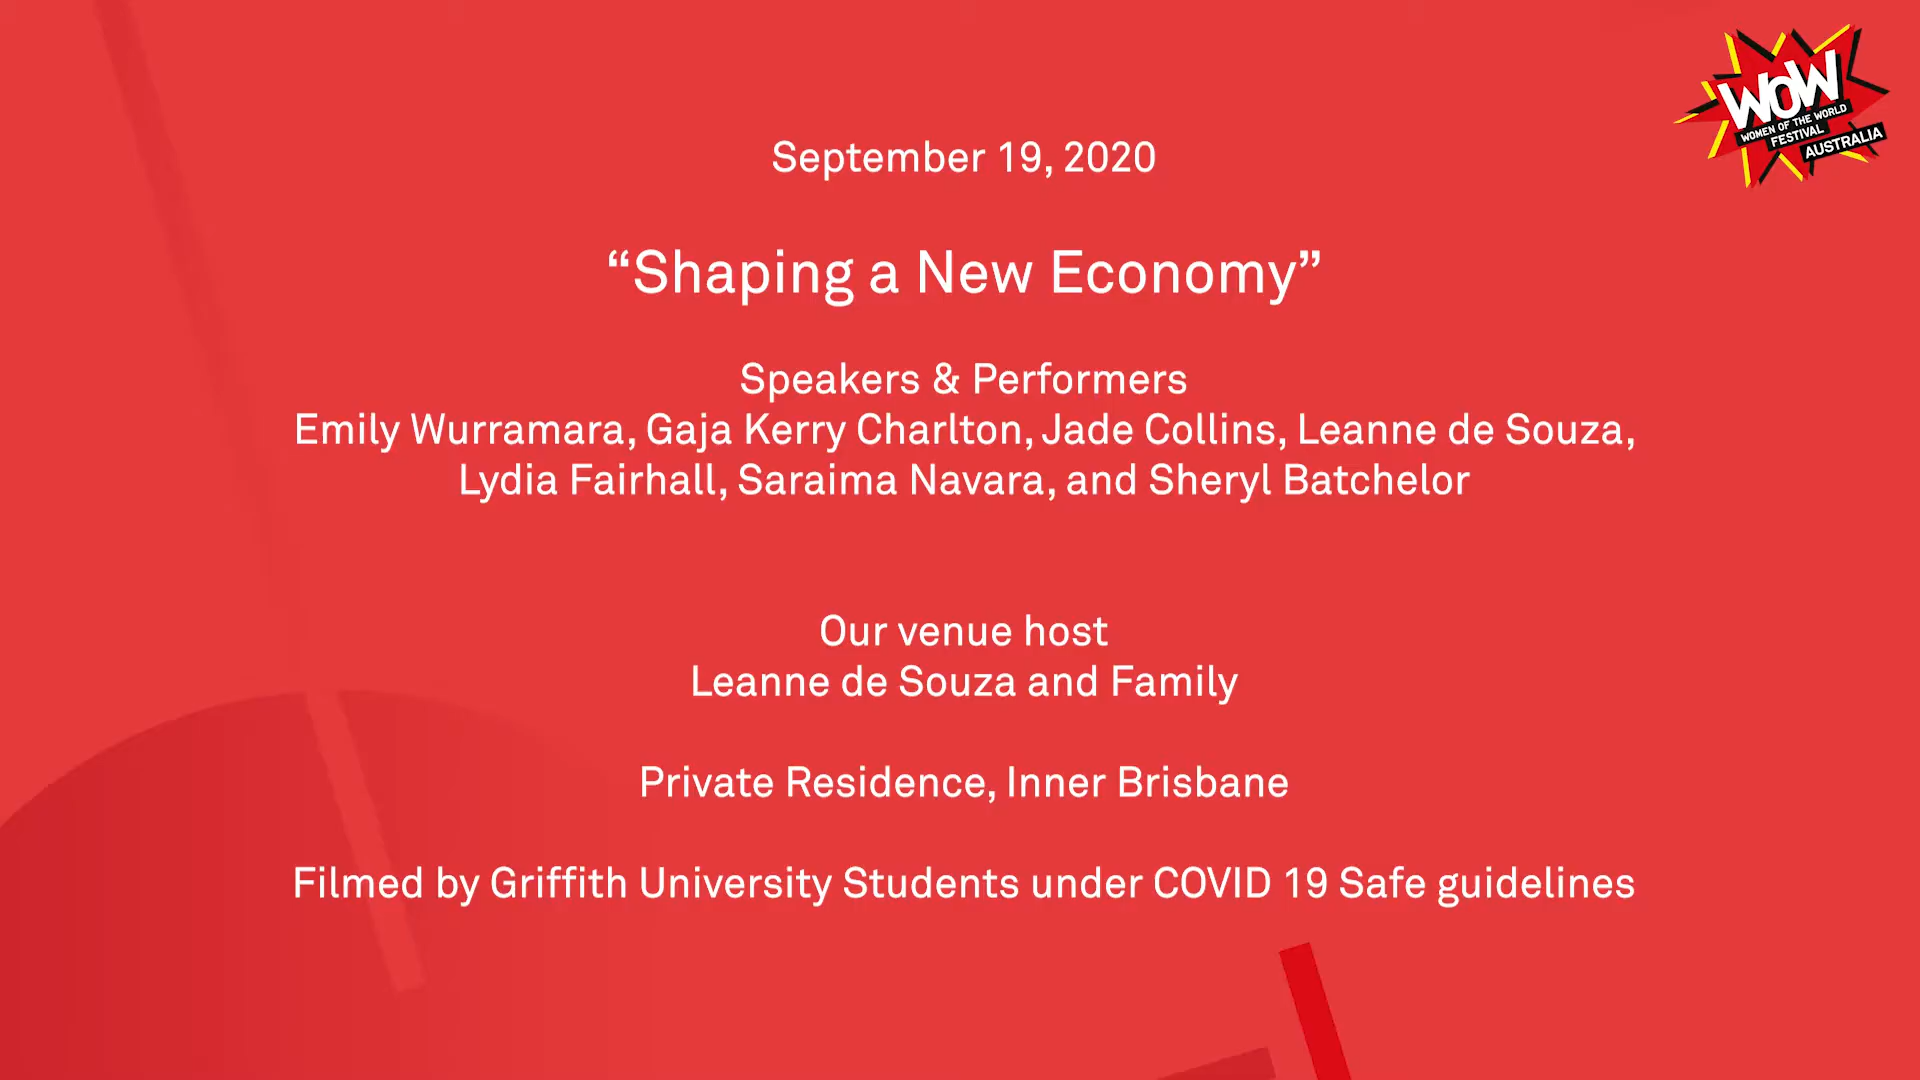 WOW
WOMEN OF THE WORLD
FESTIVAL
AUSTRALIA
September 19, 2020
“Shaping a New Economy”
Speakers & Performers
Emily Wurramara, Gaja Kerry Charlton, Jade Collins, Leanne de Souza,
Lydia Fairhall, Saraima Navara, and Sheryl Batchelor
Our venue host
Leanne de Souza and Family
Private Residence, Inner Brisbane
Filmed by Griffith University Students under COVID 19 Safe guidelines